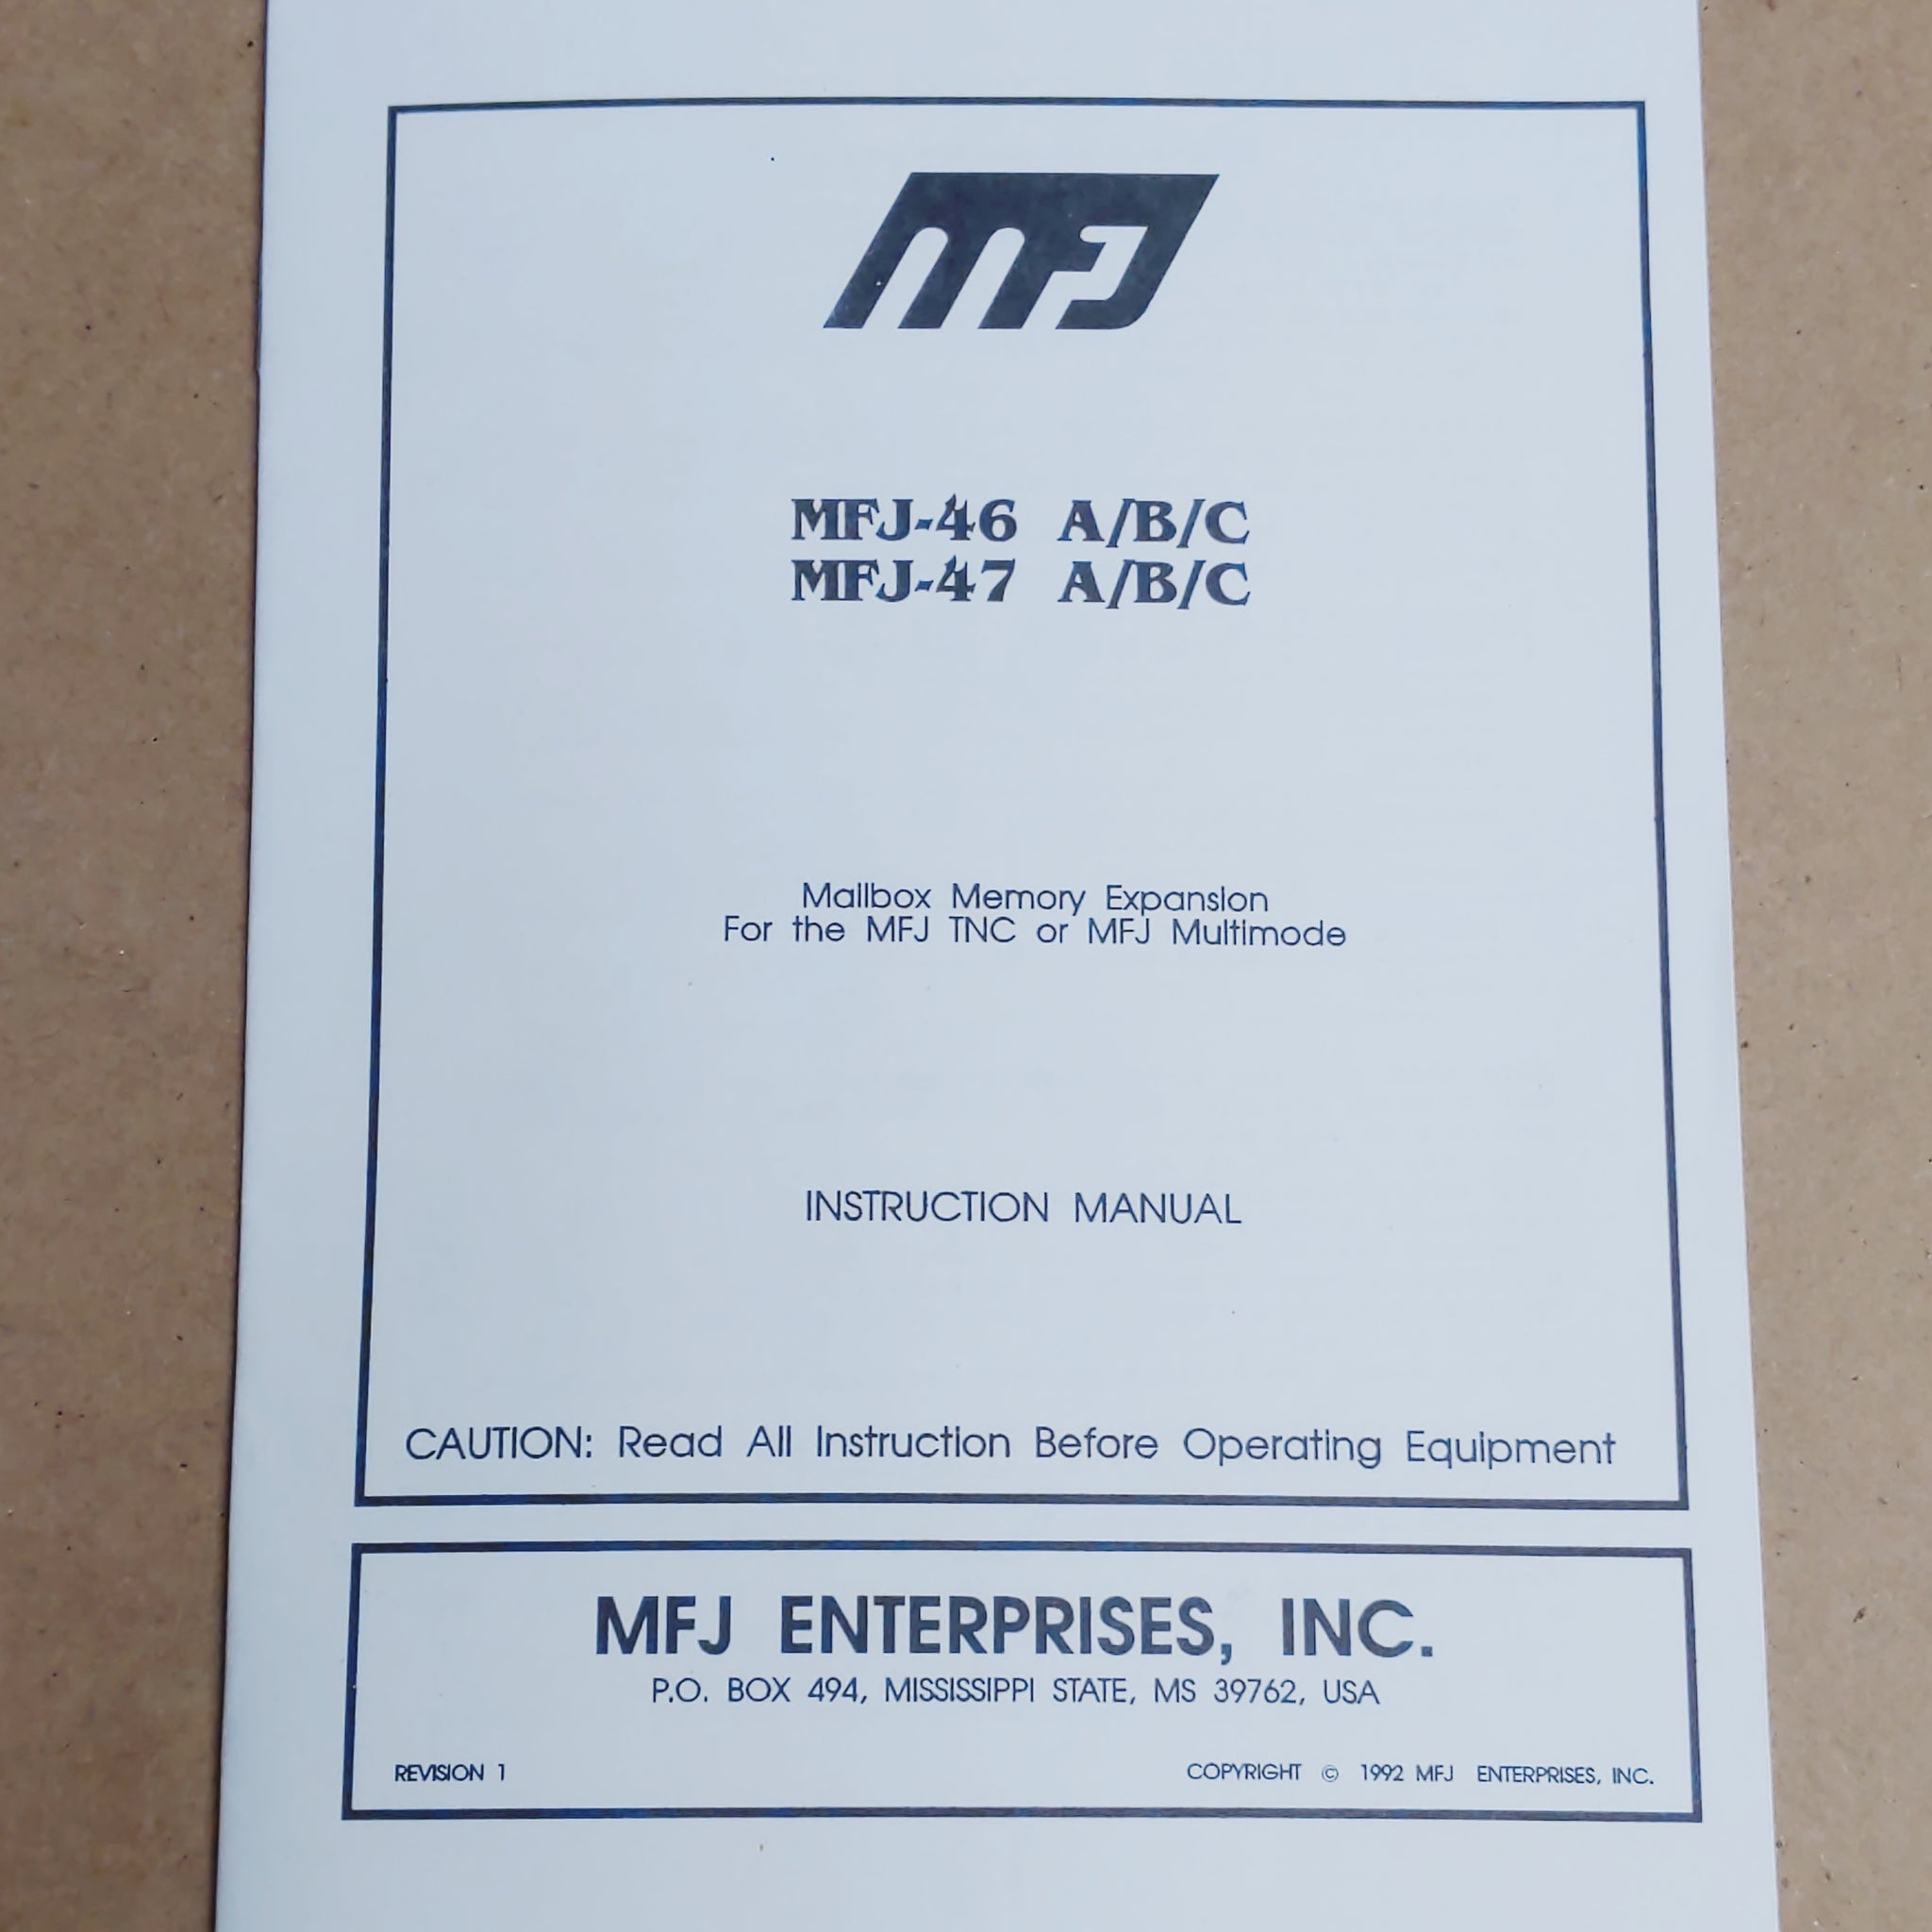 MFJ
MFJ-46 A/B/C
MFJ-47 A/B/C
Mailbox Memory Expansion
For the MFJ TNC or MFJ Multimode
INSTRUCTION MANUAL
CAUTION: Read All Instruction Before Operating Equipment
MFJ ENTERPRISES, INC.
P.O. BOX 494, MISSISSIPPI STATE, MS 39762, USA
REVISION 1 COPYRIGHT © 1992 MFJ ENTERPRISES, INC.